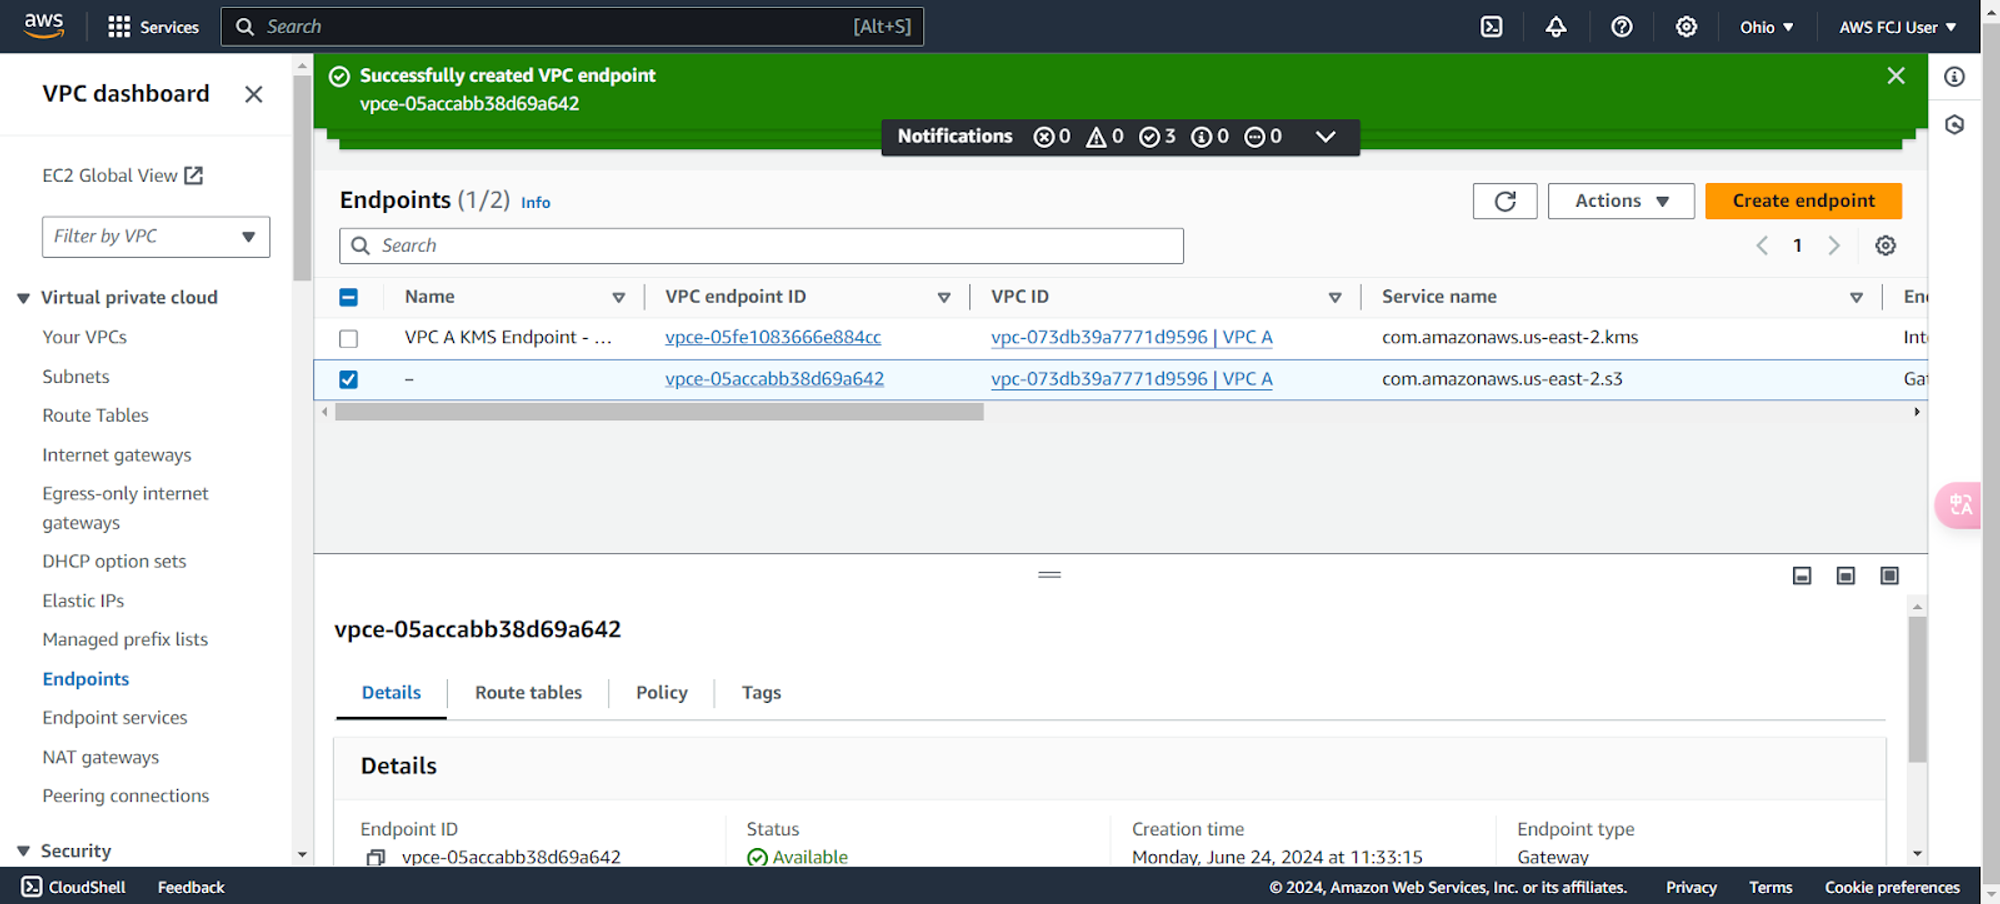 aws
Services
Search
[Alt+S]
Ohio
AWS FCJ User
VPC dashboard
EC2 Global View
Filter by VPC
Virtual private cloud
Your VPCs
Subnets
Route Tables
Internet gateways
Egress-only internet
gateways
DHCP option sets
Elastic IPs
Managed prefix lists
Endpoints
Endpoint services
NAT gateways
Peering connections
Security
Successfully created VPC endpoint
vpce-05accabb38d69a642
Notifications 0 0 3 0 0
Endpoints (1/2) Info
Actions
Create endpoint
Search
1
Name VPC endpoint ID VPC ID Service name En
VPC A KMS Endpoint - ... vpce-05fe1083666e884cc vpc-073db39a7771d9596 | VPC A com.amazonaws.us-east-2.kms Int
– vpce-05accabb38d69a642 vpc-073db39a7771d9596 | VPC A com.amazonaws.us-east-2.s3 Ga
中A
vpce-05accabb38d69a642
Details Route tables Policy Tags
Details
Endpoint ID Status Creation time Endpoint type
vpce-05accabb38d69a642 Available Monday, June 24, 2024 at 11:33:15 Gateway
CloudShell Feedback © 2024, Amazon Web Services, Inc. or its affiliates. Privacy Terms Cookie preferences